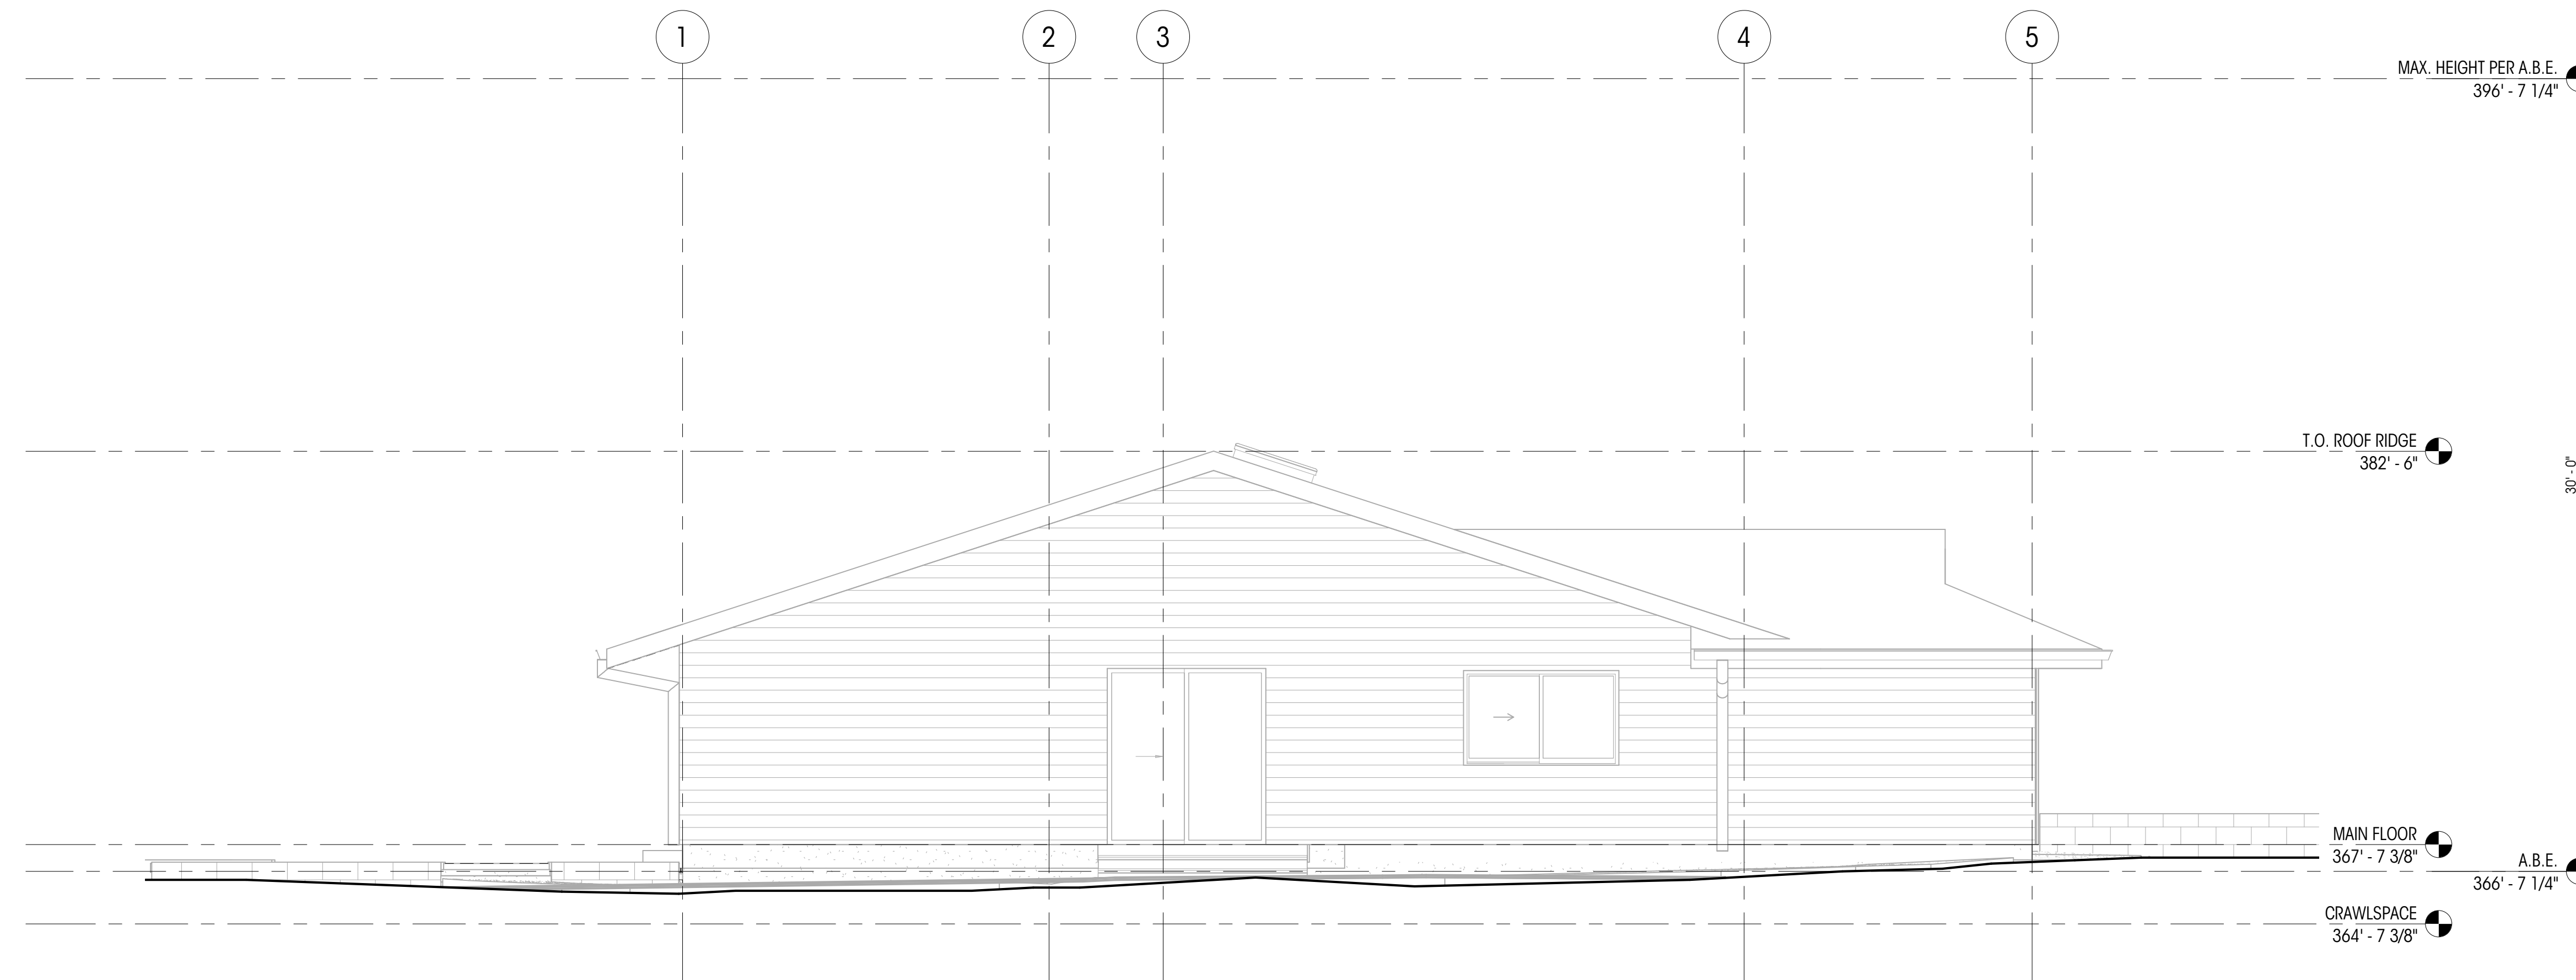 1
2
3
4
5
MAX. HEIGHT PER A.B.E.
396' - 7 1/4"
T.O. ROOF RIDGE
382' - 6"
30' - 0"
MAIN FLOOR
367' - 7 3/8"
A.B.E.
366' - 7 1/4"
CRAWLSPACE
364' - 7 3/8"